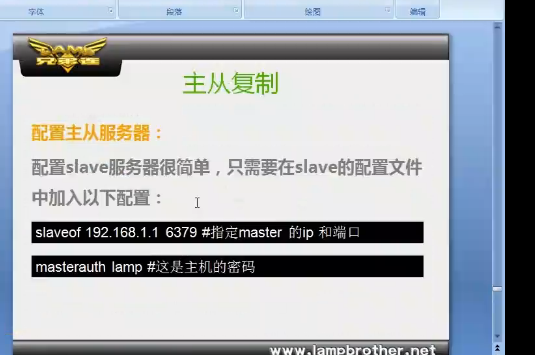 字体
段落
绘图
编辑
LAMP
兄弟连
主从复制
配置主从服务器：
配置slave服务器很简单，只需要在slave的配置文件
中加入以下配置：
slaveof 192.168.1.1 6379 #指定master 的ip 和端口
masterauth lamp #这是主机的密码
www.lampbrother.net